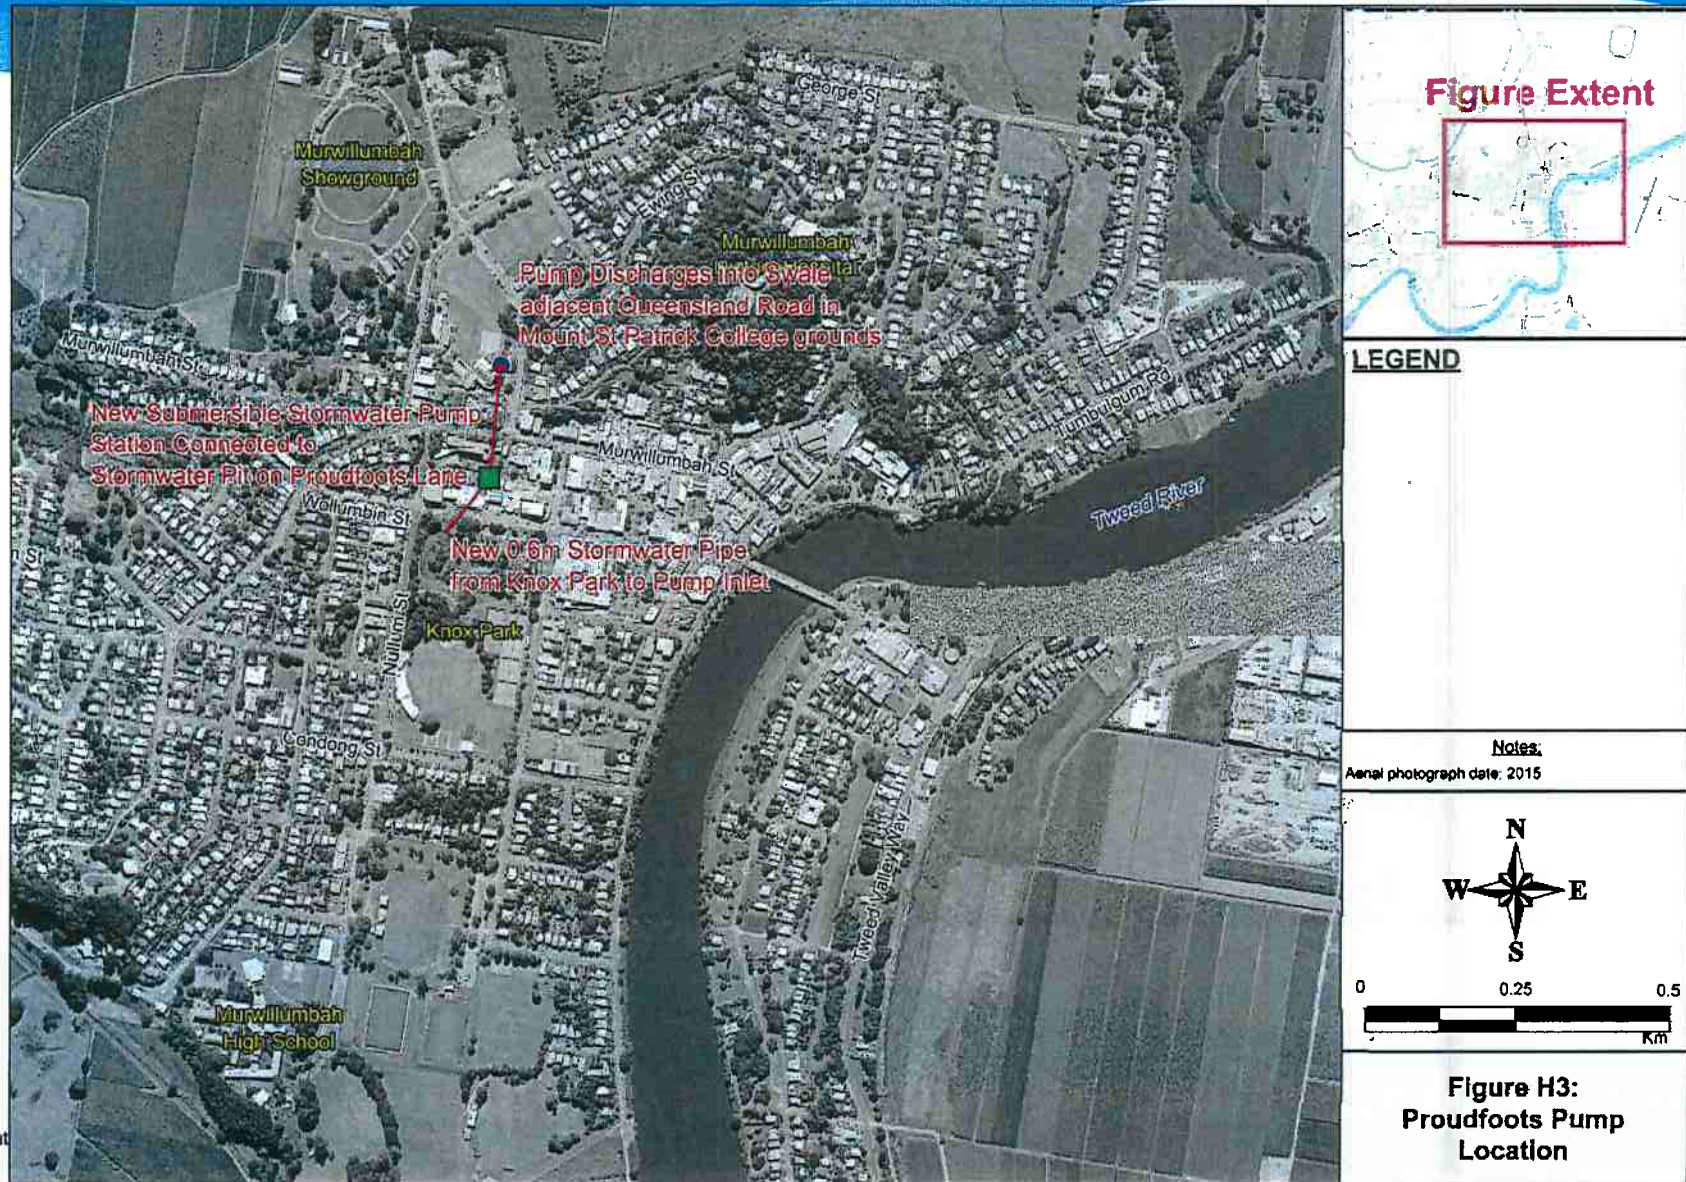 George St
Murwillumbah
Showground
Ewing St
Murwillumbah
Pump Discharges into Swale
adjacent Queensland Road in
Mount St Patrick College grounds
Murwillumbah St
New Submersible Stormwater Pump
Station Connected to
Stormwater Pit on Proudfoots Lane
Murwillumbah St
Tumbulgum Rd
Wollumbin St
Tweed River
New 0.6m Stormwater Pipe
from Knox Park to Pump Inlet
Nullum St
Knox Park
Condong St
Tweed Valley Way
Murwillumbah
High School
Figure Extent
LEGEND
Notes:
Aerial photograph date: 2015
N
W E
S
0 0.25 0.5
Km
Figure H3:
Proudfoots Pump
Location